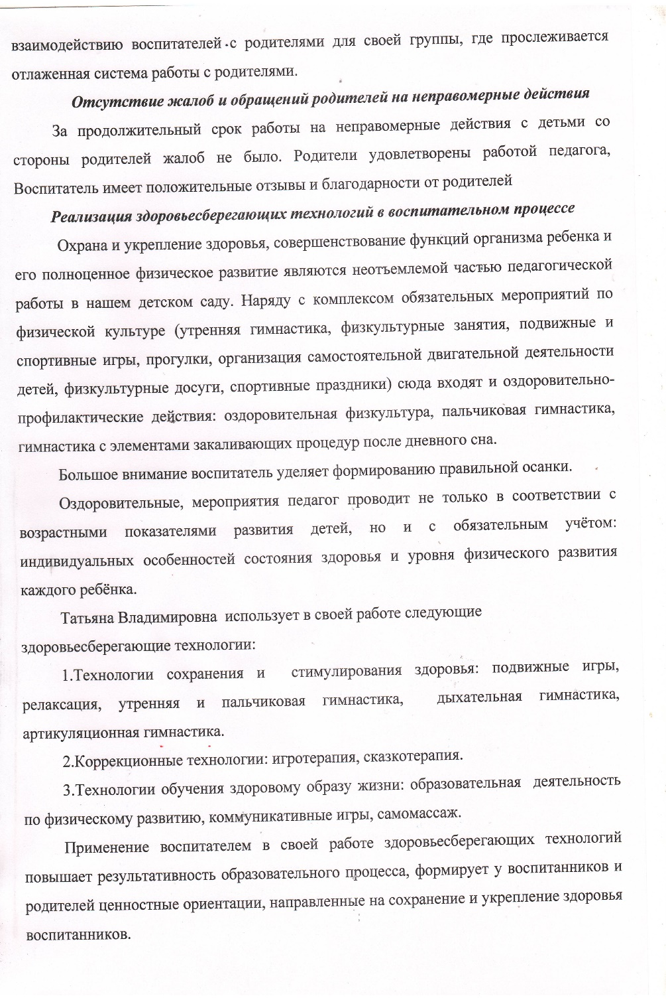 взаимодействию воспитателей с родителями для своей группы, где прослеживается
отлаженная система работы с родителями.
Отсутствие жалоб и обращений родителей на неправомерные действия
За продолжительный срок работы на неправомерные действия с детьми со
стороны родителей жалоб не было. Родители удовлетворены работой педагога,
Воспитатель имеет положительные отзывы и благодарности от родителей
Реализация здоровьесберегающих технологий в воспитательном процессе
Охрана и укрепление здоровья, совершенствование функций организма ребенка и
его полноценное физическое развитие являются неотъемлемой частью педагогической
работы в нашем детском саду. Наряду с комплексом обязательных мероприятий по
физической культуре (утренняя гимнастика, физкультурные занятия, подвижные и
спортивные игры, прогулки, организация самостоятельной двигательной деятельности
детей, физкультурные досуги, спортивные праздники) сюда входят и оздоровительно-
профилактические действия: оздоровительная физкультура, пальчиковая гимнастика,
гимнастика с элементами закаливающих процедур после дневного сна.
Большое внимание воспитатель уделяет формированию правильной осанки.
Оздоровительные, мероприятия педагог проводит не только в соответствии с
возрастными показателями развития детей, но и с обязательным учётом:
индивидуальных особенностей состояния здоровья и уровня физического развития
каждого ребёнка.
Татьяна Владимировна использует в своей работе следующие
здоровьесберегающие технологии:
1.Технологии сохранения и стимулирования здоровья: подвижные игры,
релаксация, утренняя и пальчиковая гимнастика, дыхательная гимнастика,
артикуляционная гимнастика.
2.Коррекционные технологии: игротерапия, сказкотерапия.
3.Технологии обучения здоровому образу жизни: образовательная деятельность
по физическому развитию, коммуникативные игры, самомассаж.
Применение воспитателем в своей работе здоровьесберегающих технологий
повышает результативность образовательного процесса, формирует у воспитанников и
родителей ценностные ориентации, направленные на сохранение и укрепление здоровья
воспитанников.